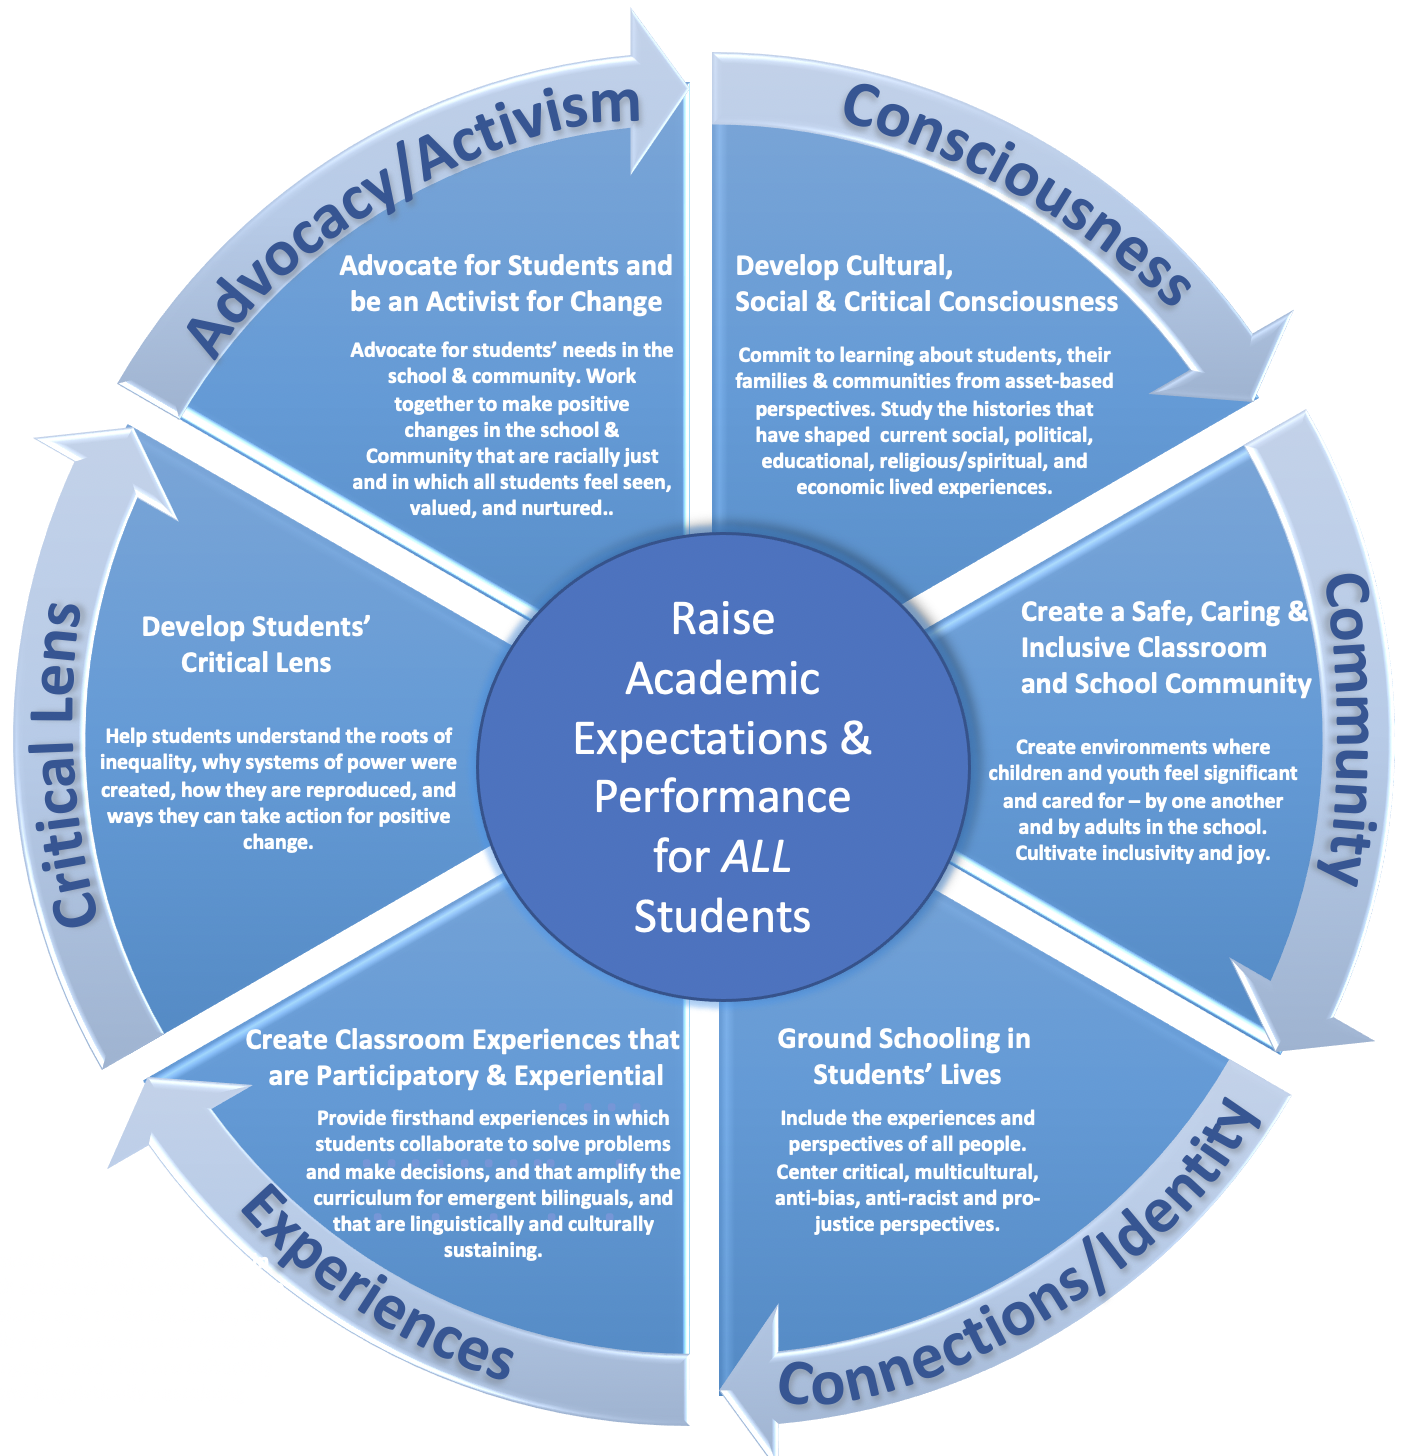 Advocacy/Activism
Advocate for Students and
be an Activist for Change
Advocate for students’ needs in the
school & community. Work
together to make positive
changes in the school &
Community that are racially just
and in which all students feel seen,
valued, and nurtured..
Consciousness
Develop Cultural,
Social & Critical Consciousness
Commit to learning about students, their
families & communities from asset-based
perspectives. Study the histories that
have shaped  current social, political,
educational, religious/spiritual, and
economic lived experiences.
Community
Create a Safe, Caring &
Inclusive Classroom
and School Community
Create environments where
children and youth feel significant
and cared for – by one another
and by adults in the school.
Cultivate inclusivity and joy.
Connections/Identity
Ground Schooling in
Students’ Lives
Include the experiences and
perspectives of all people.
Center critical, multicultural,
anti-bias, anti-racist and pro-
justice perspectives.
Experiences
Create Classroom Experiences that
are Participatory & Experiential
Provide firsthand experiences in which
students collaborate to solve problems
and make decisions, and that amplify the
curriculum for emergent bilinguals, and
that are linguistically and culturally
sustaining.
Critical Lens
Develop Students’
Critical Lens
Help students understand the roots of
inequality, why systems of power were
created, how they are reproduced, and
ways they can take action for positive
change.
Raise
Academic
Expectations &
Performance
for ALL
Students